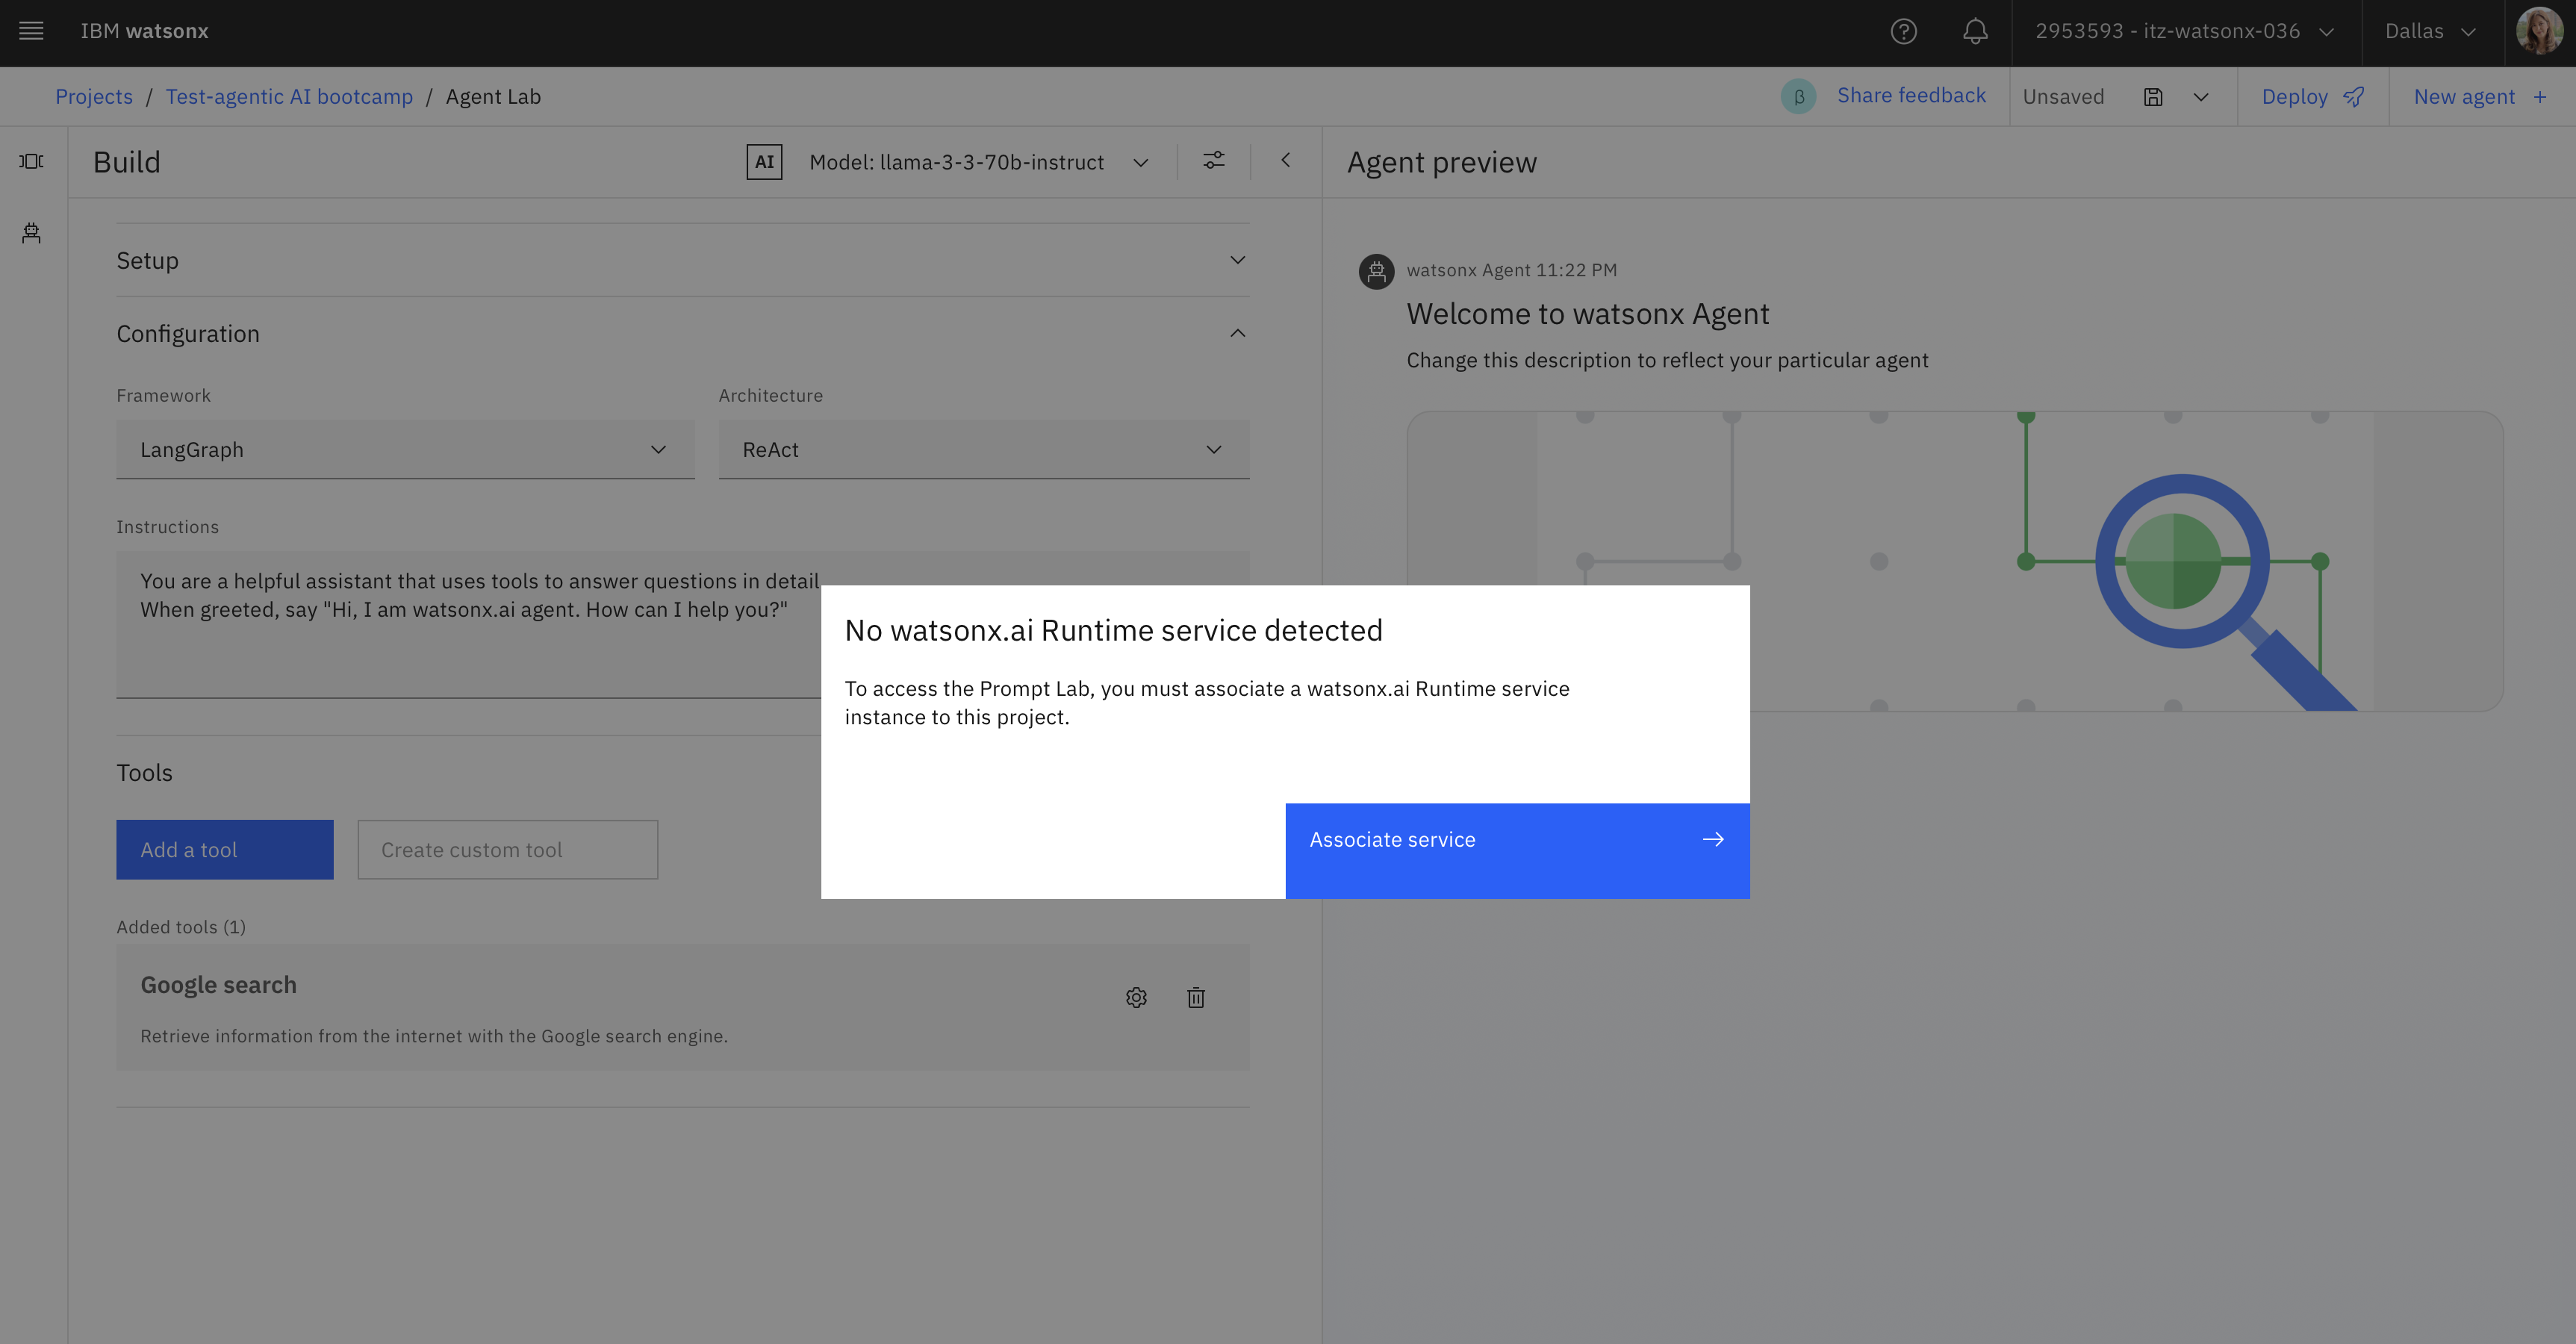 IBM watsonx
2953593 - itz-watsonx-036
Dallas
Projects / Test-agentic AI bootcamp / Agent Lab
β
Share feedback
Unsaved
Deploy
New agent +
Build
AI
Model: llama-3-3-70b-instruct
Agent preview
Setup
Configuration
Framework
Architecture
LangGraph
ReAct
Instructions
You are a helpful assistant that uses tools to answer questions in detail
When greeted, say "Hi, I am watsonx.ai agent. How can I help you?"
Tools
Add a tool
Create custom tool
Added tools (1)
Google search
Retrieve information from the internet with the Google search engine.
watsonx Agent 11:22 PM
Welcome to watsonx Agent
Change this description to reflect your particular agent
No watsonx.ai Runtime service detected
To access the Prompt Lab, you must associate a watsonx.ai Runtime service
instance to this project.
Associate service